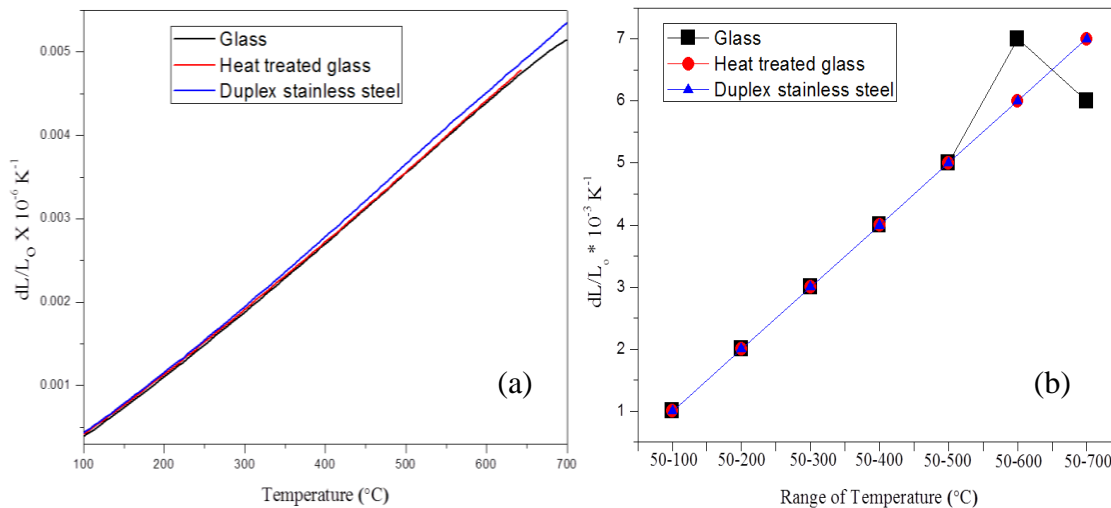 Glass
Heat treated glass
Duplex stainless steel
0.005
0.004
0.003
0.002
0.001
dL/L₀ X 10⁻⁶ K⁻¹
100 200 300 400 500 600 700
Temperature (°C)
(a)
Glass
Heat treated glass
Duplex stainless steel
7
6
5
4
3
2
1
dL/Lₒ * 10⁻³ K⁻¹
50-100 50-200 50-300 50-400 50-500 50-600 50-700
Range of Temperature (°C)
(b)